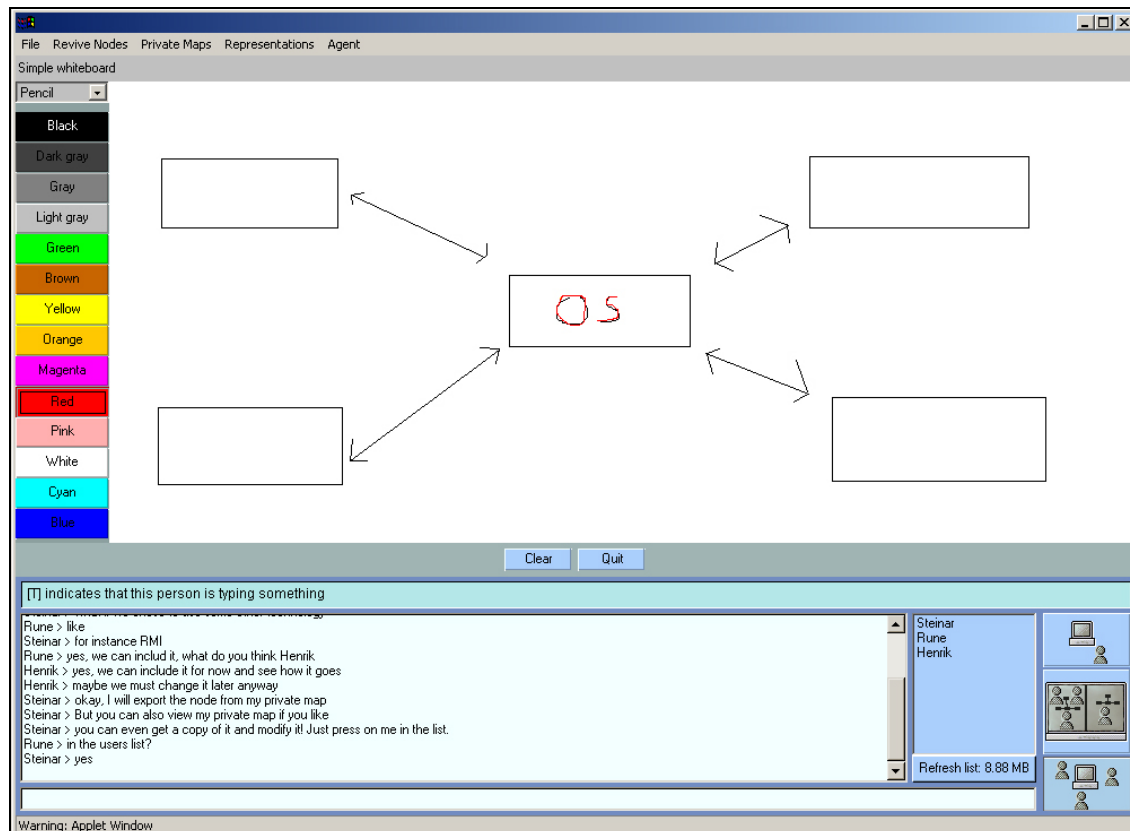 File Revive Nodes Private Maps Representations Agent
Simple whiteboard
Pencil
Black
Dark gray
Gray
Light gray
Green
Brown
Yellow
Orange
Magenta
Red
Pink
White
Cyan
Blue
OS
Clear Quit
[T] indicates that this person is typing something
Rune > like
Steinar > for instance RMI
Rune > yes, we can includ it, what do you think Henrik
Henrik > yes, we can include it for now and see how it goes
Henrik > maybe we must change it later anyway
Steinar > okay, I will export the node from my private map
Steinar > But you can also view my private map if you like
Steinar > you can even get a copy of it and modify it! Just press on me in the list.
Rune > in the users list?
Steinar > yes
Steinar
Rune
Henrik
Refresh list: 8.88 MB
Warning: Applet Window